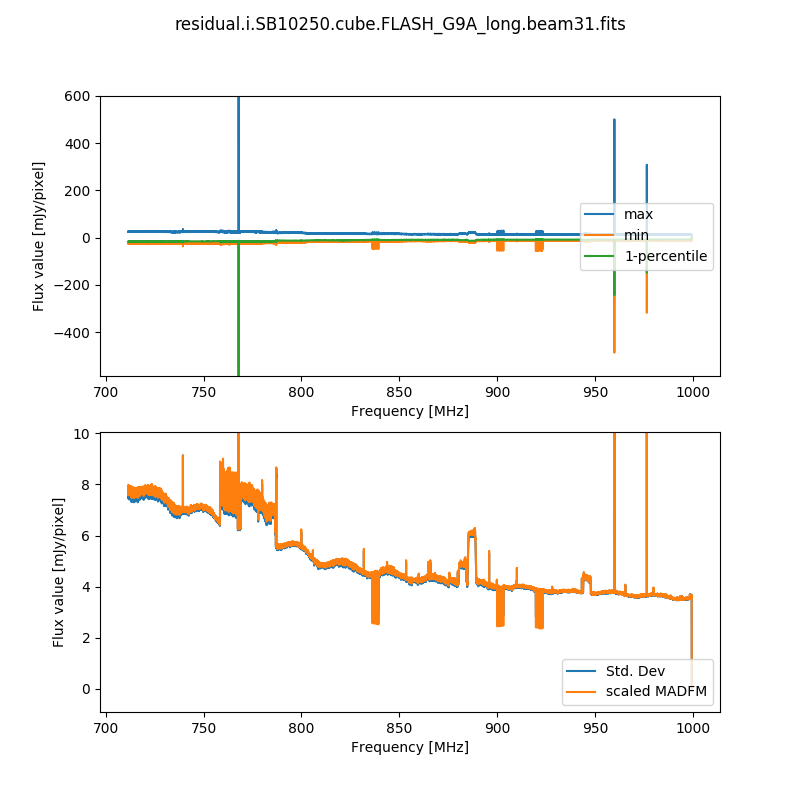 residual.i.SB10250.cube.FLASH_G9A_long.beam31.fits
600
400
200
0
−200
−400
Flux value [mJy/pixel]
max
min
1-percentile
700 750 800 850 900 950 1000
Frequency [MHz]
10
8
6
4
2
0
Flux value [mJy/pixel]
Std. Dev
scaled MADFM
700 750 800 850 900 950 1000
Frequency [MHz]